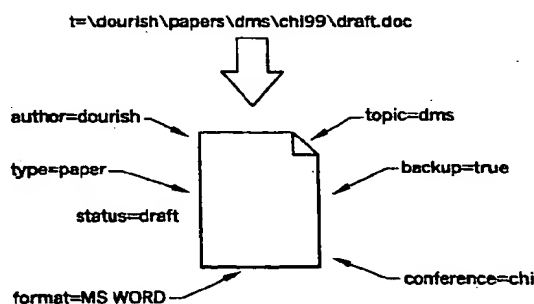 t=\dourish\papers\dms\chi99\draft.doc
author=dourish
topic=dms
type=paper
backup=true
status=draft
conference=chi
format=MS WORD